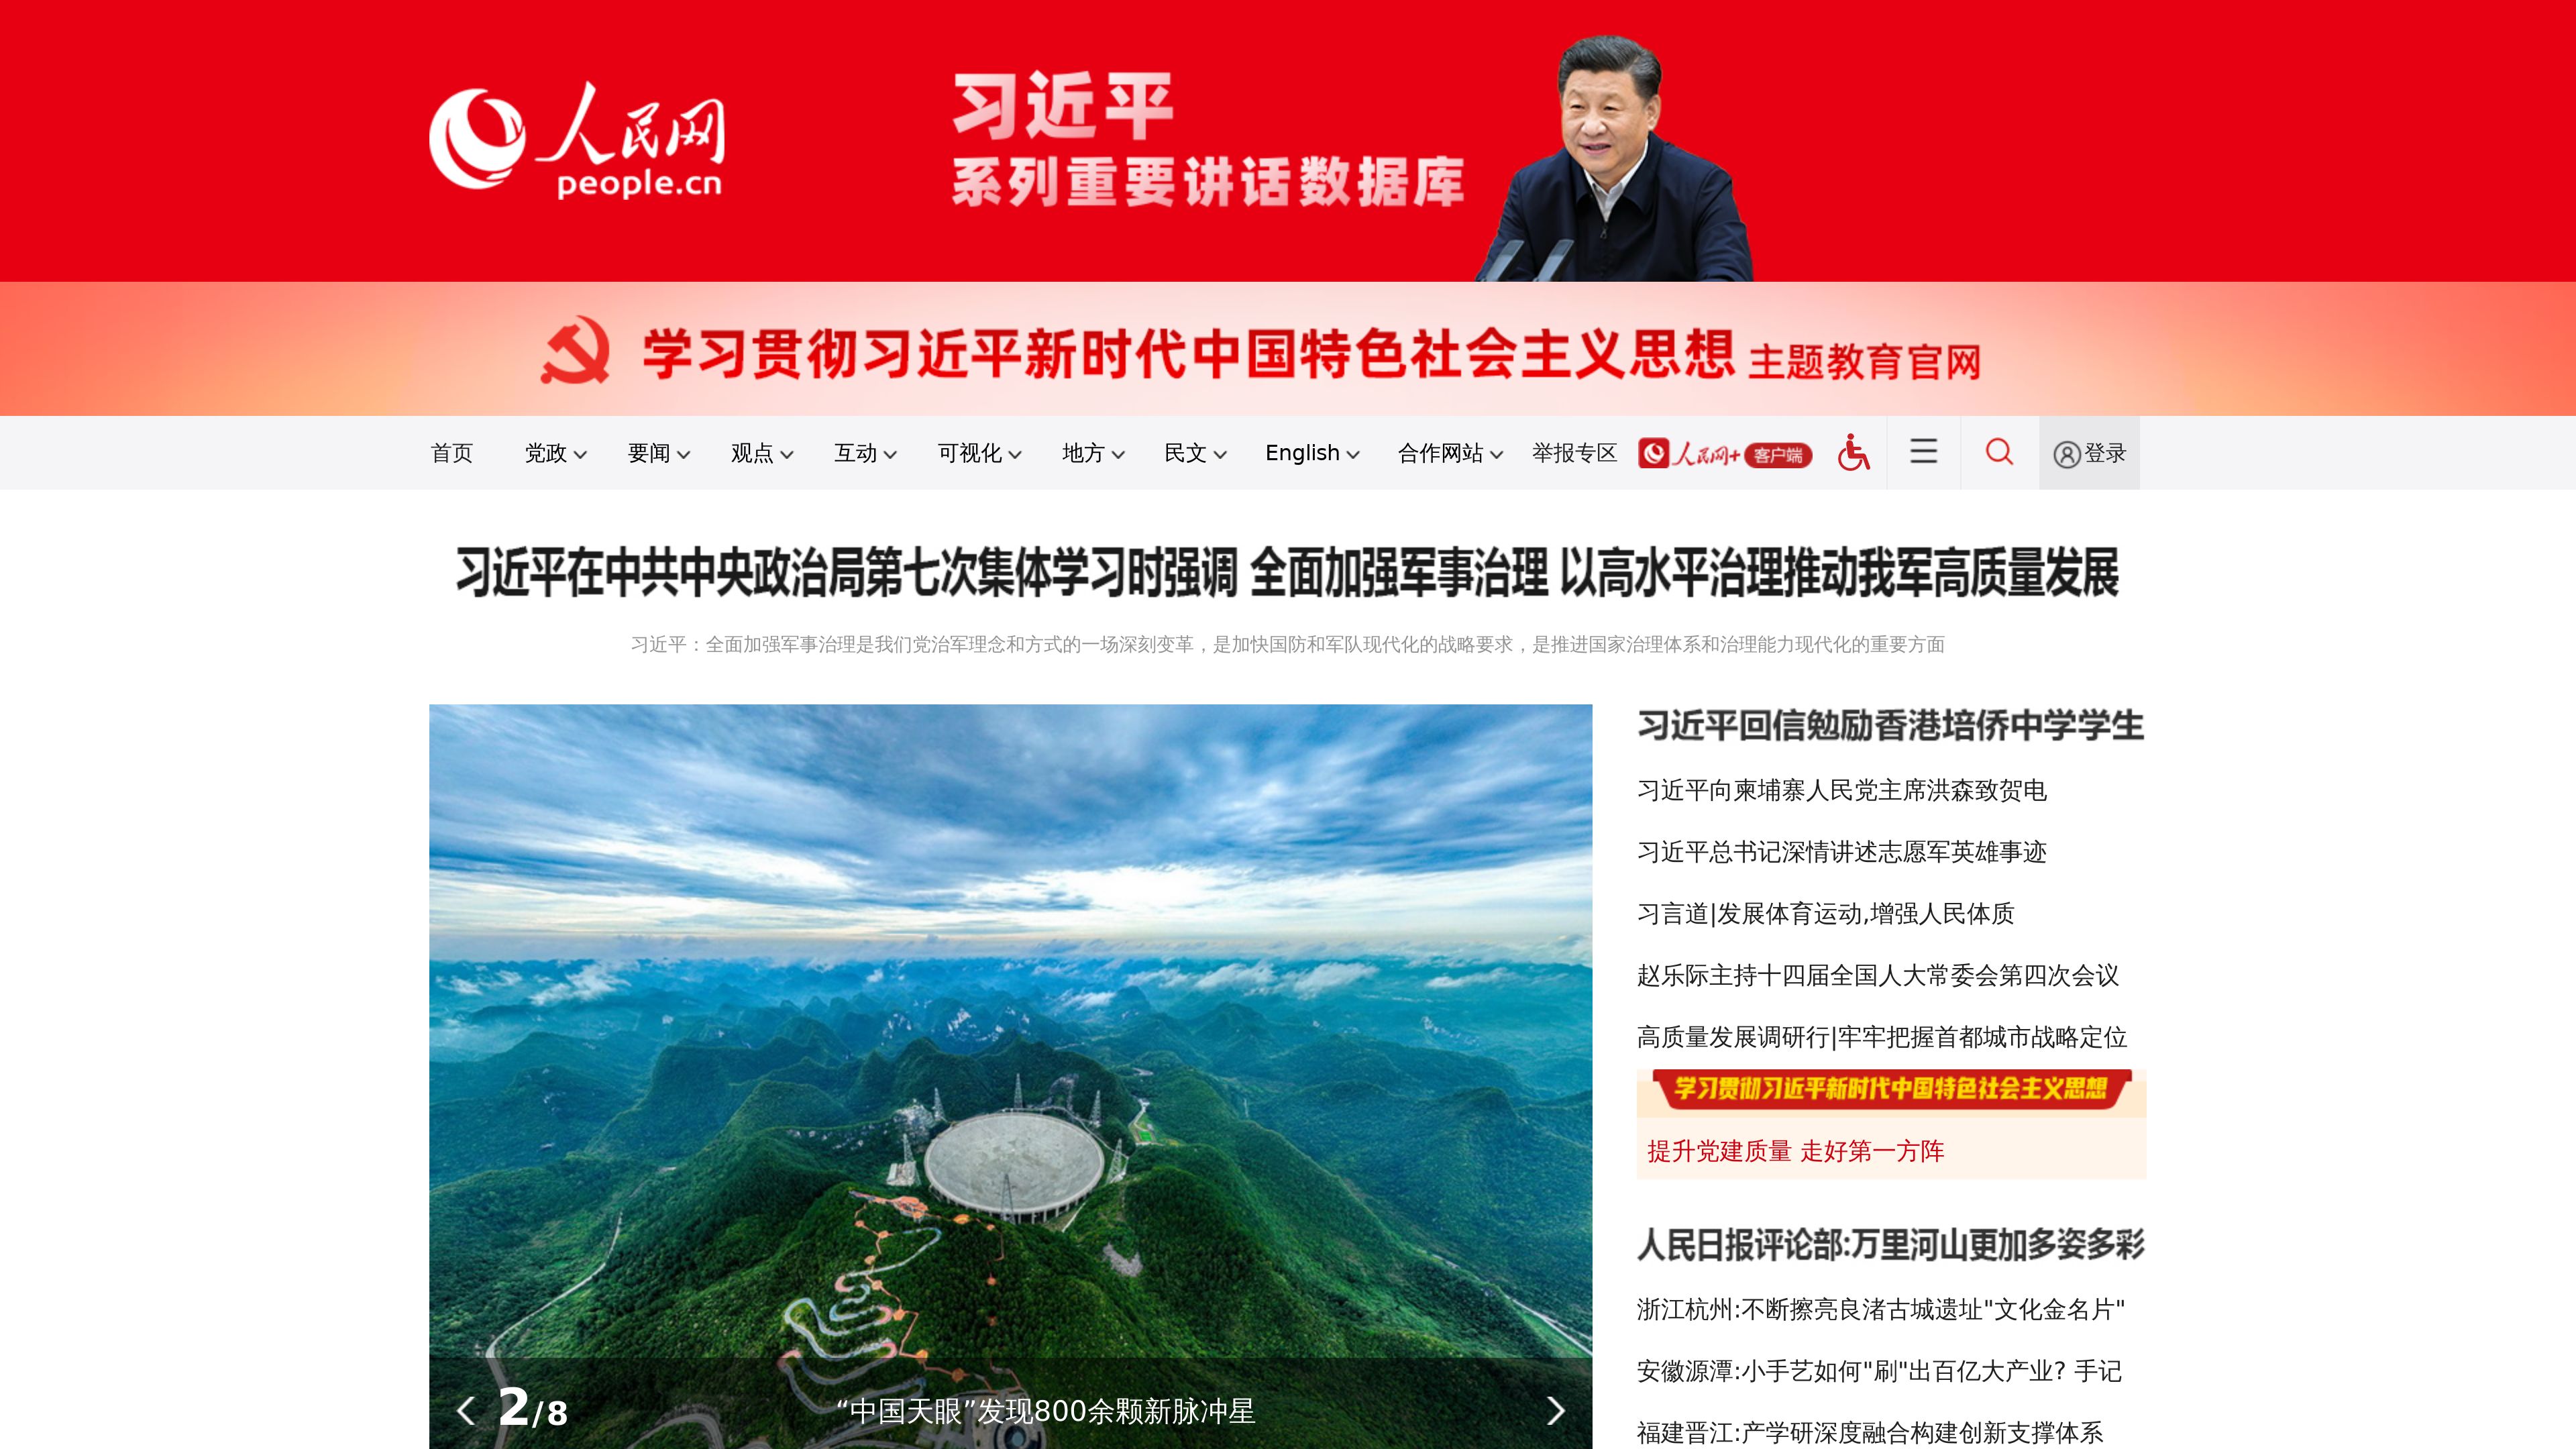 人民网
people.cn
习近平
系列重要讲话数据库
学习贯彻习近平新时代中国特色社会主义思想 主题教育官网
首页 党政 要闻 观点 互动 可视化 地方 民文 English 合作网站 举报专区 人民网+ 客户端 登录
习近平在中共中央政治局第七次集体学习时强调 全面加强军事治理 以高水平治理推动我军高质量发展
习近平：全面加强军事治理是我们党治军理念和方式的一场深刻变革，是加快国防和军队现代化的战略要求，是推进国家治理体系和治理能力现代化的重要方面
习近平回信勉励香港培侨中学学生
习近平向柬埔寨人民党主席洪森致贺电
习近平总书记深情讲述志愿军英雄事迹
习言道|发展体育运动,增强人民体质
赵乐际主持十四届全国人大常委会第四次会议
高质量发展调研行|牢牢把握首都城市战略定位
学习贯彻习近平新时代中国特色社会主义思想
提升党建质量 走好第一方阵
人民日报评论部:万里河山更加多姿多彩
浙江杭州:不断擦亮良渚古城遗址"文化金名片"
安徽源潭:小手艺如何"刷"出百亿大产业? 手记
福建晋江:产学研深度融合构建创新支撑体系
2/8
“中国天眼”发现800余颗新脉冲星